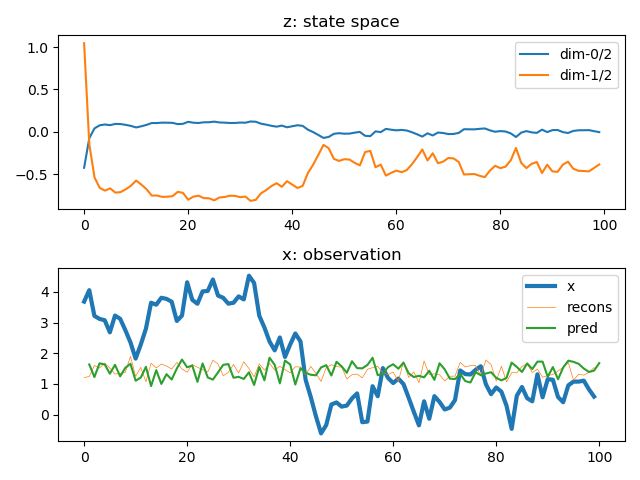 z: state space
1.0
0.5
0.0
−0.5
dim-0/2
dim-1/2
0 20 40 60 80 100
x: observation
4
3
2
1
0
x
recons
pred
0 20 40 60 80 100